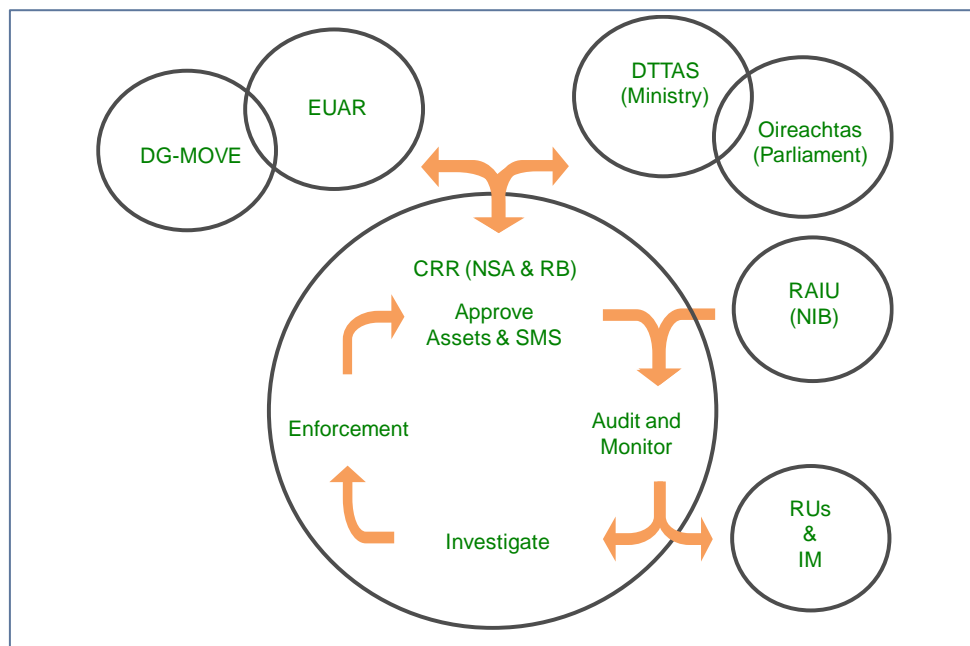 DG-MOVE
EUAR
DTTAS
(Ministry)
Oireachtas
(Parliament)
CRR (NSA & RB)
Approve
Assets & SMS
RAIU
(NIB)
Enforcement
Audit and
Monitor
Investigate
RUs
&
IM